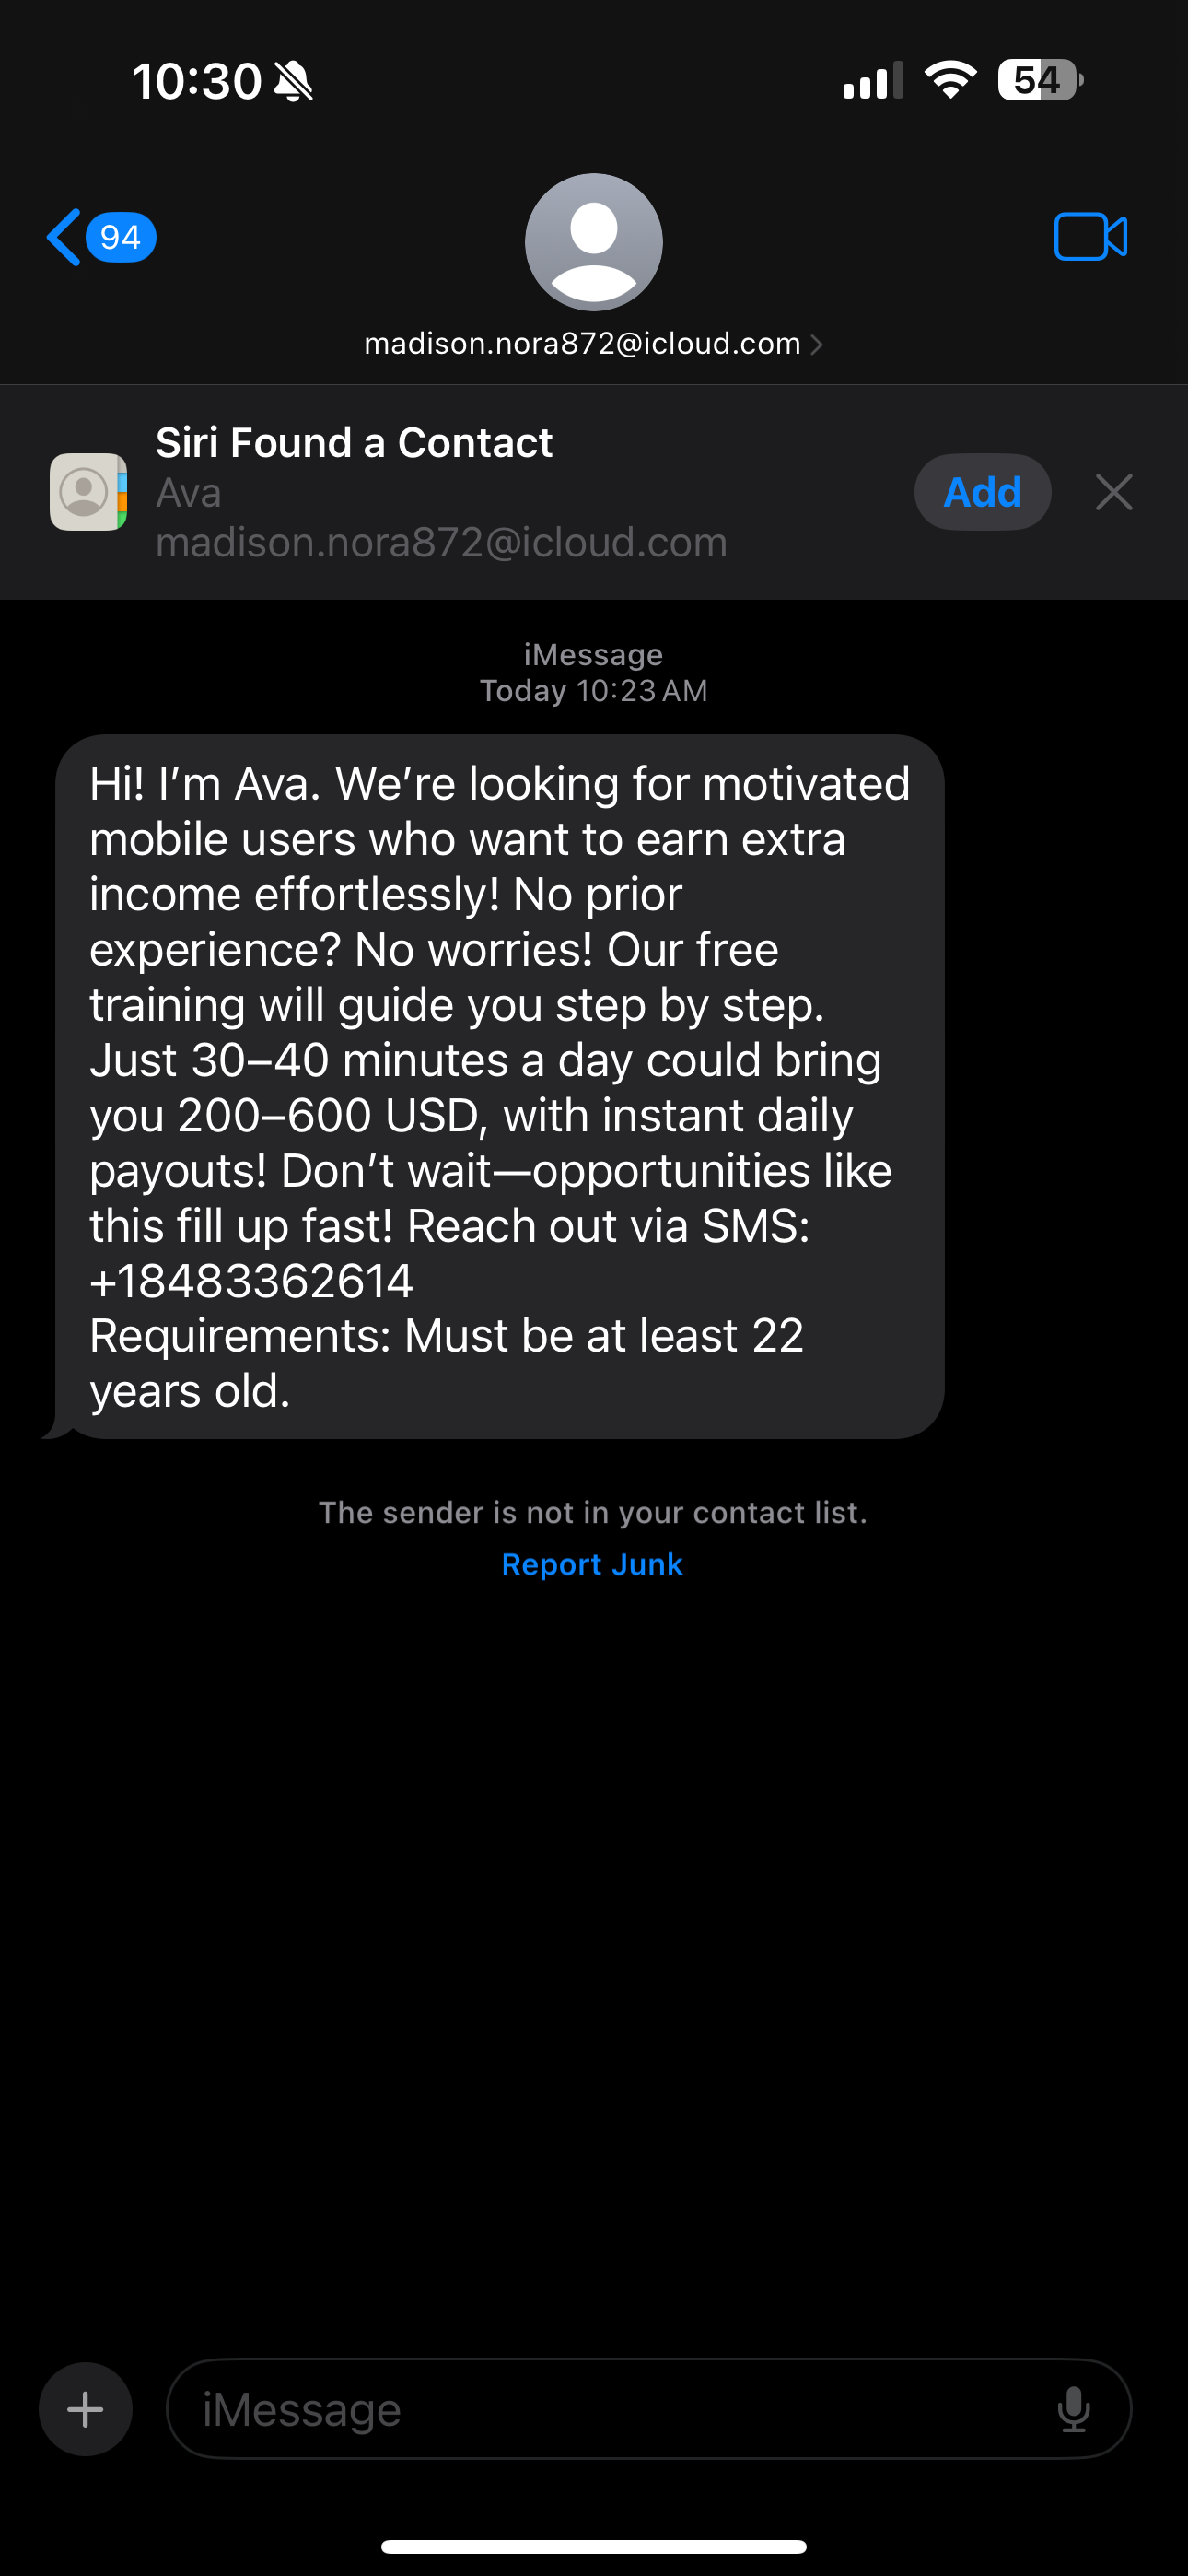 10:30
54
94
madison.nora872@icloud.com
Siri Found a Contact
Ava
madison.nora872@icloud.com
Add
iMessage
Today 10:23 AM
Hi! I’m Ava. We’re looking for motivated
mobile users who want to earn extra
income effortlessly! No prior
experience? No worries! Our free
training will guide you step by step.
Just 30–40 minutes a day could bring
you 200–600 USD, with instant daily
payouts! Don’t wait—opportunities like
this fill up fast! Reach out via SMS:
+18483362614
Requirements: Must be at least 22
years old.
The sender is not in your contact list.
Report Junk
iMessage